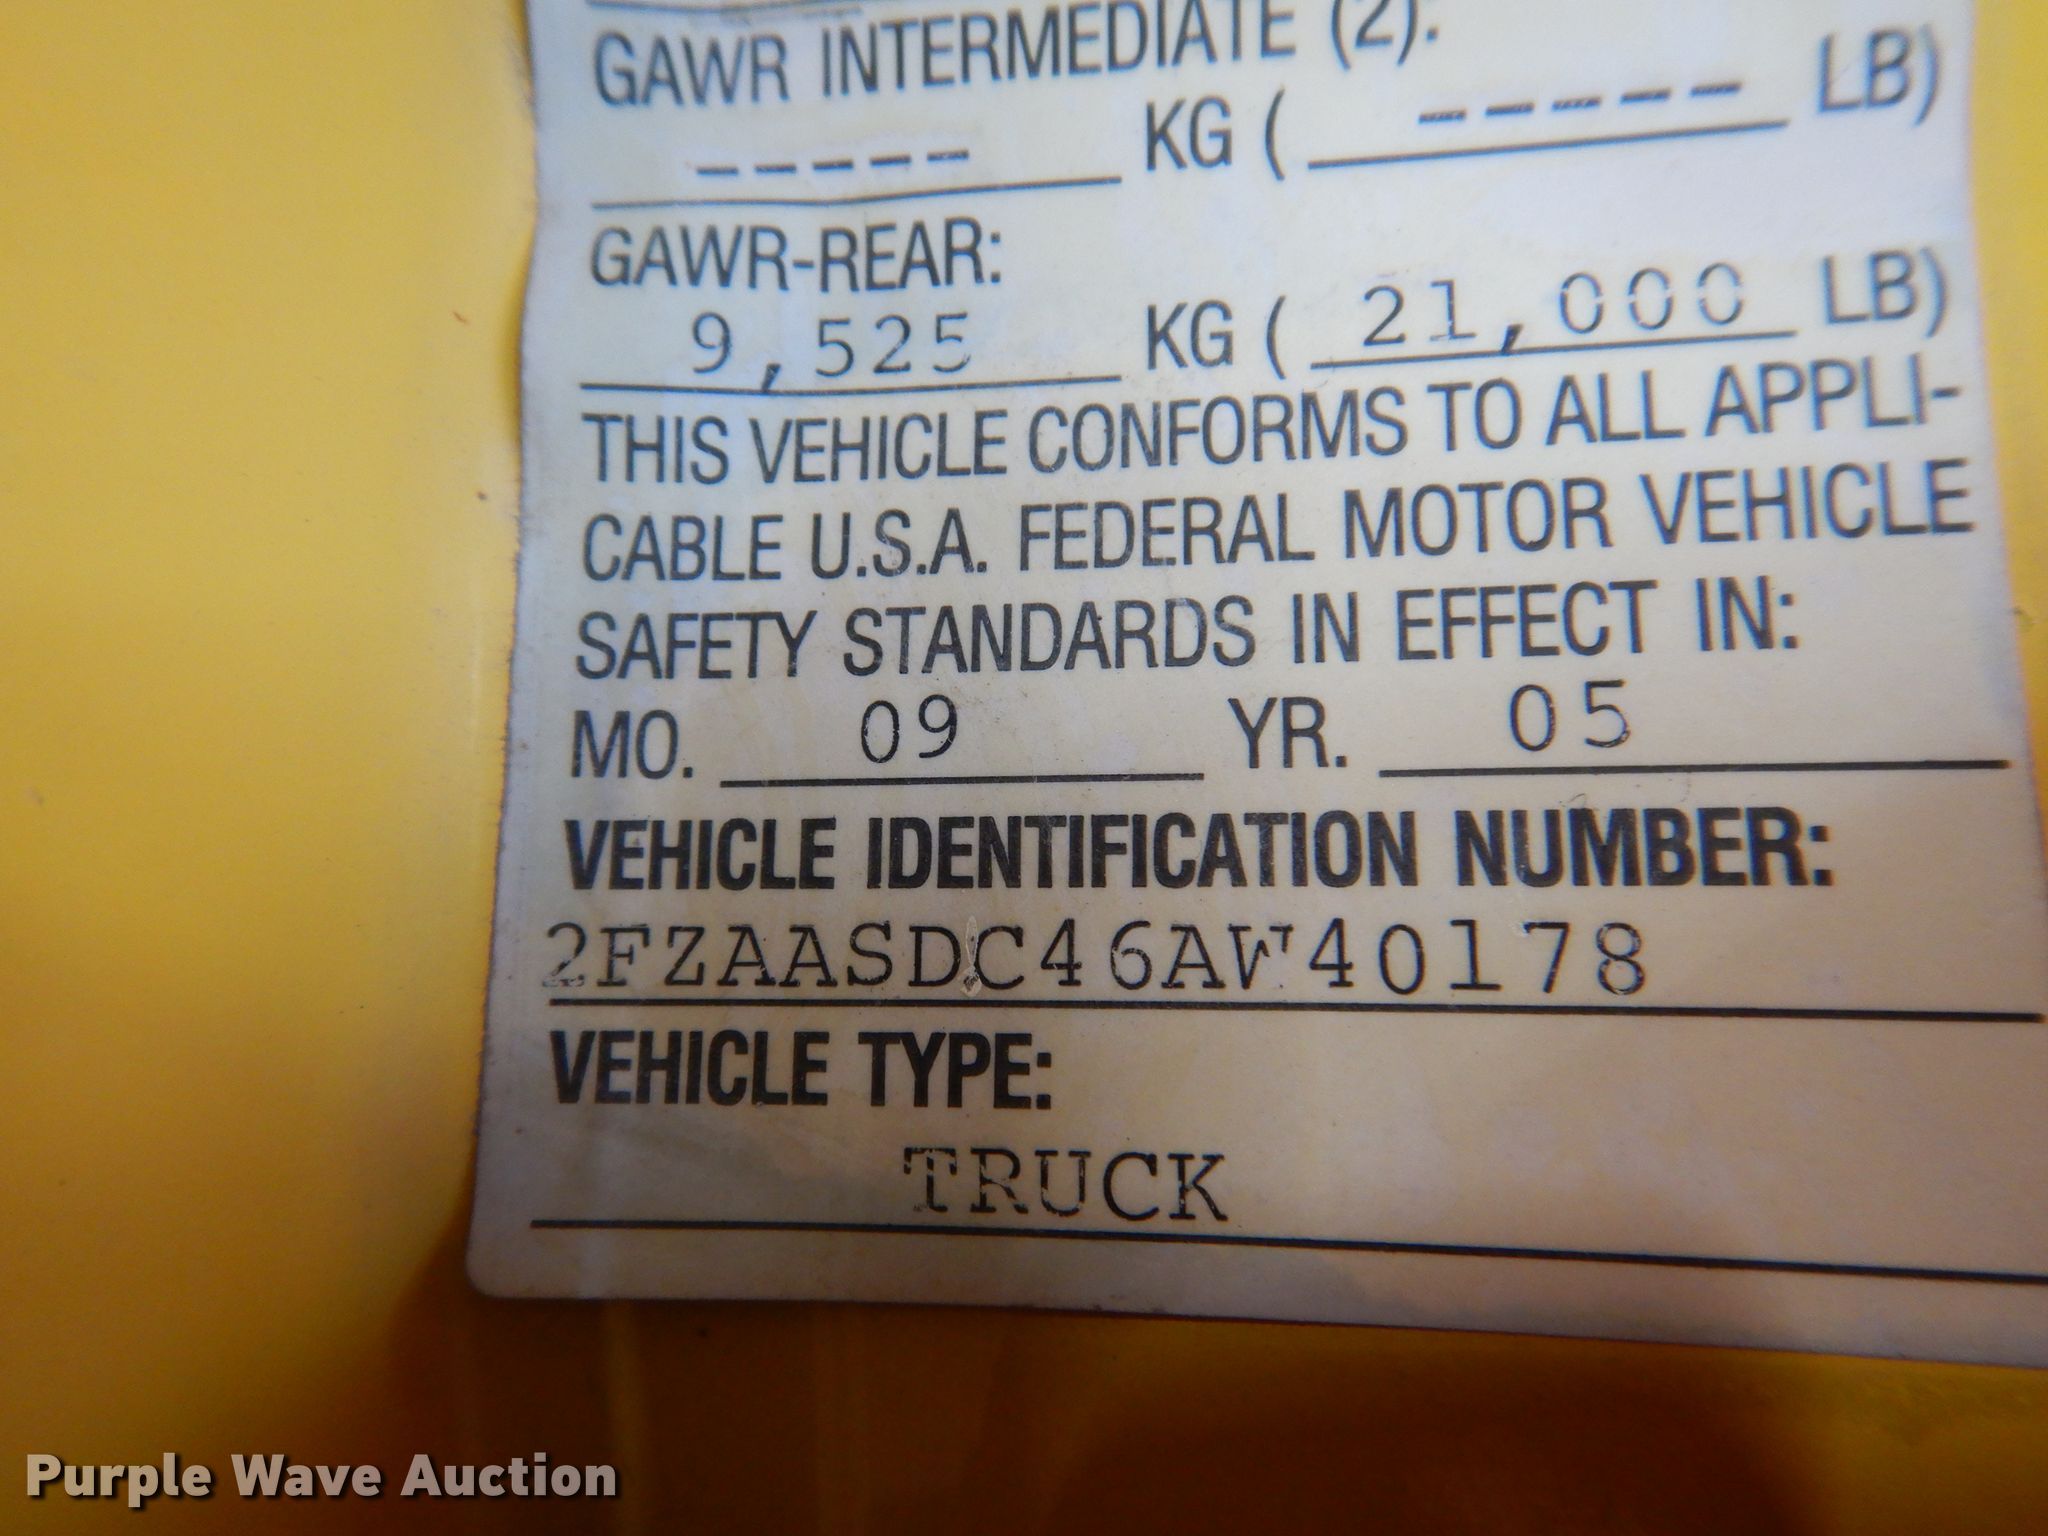 GAWR INTERMEDIATE (2):
----- KG ( ----- LB)
GAWR-REAR:
9,525 KG ( 21,000 LB)
THIS VEHICLE CONFORMS TO ALL APPLI-
CABLE U.S.A. FEDERAL MOTOR VEHICLE
SAFETY STANDARDS IN EFFECT IN:
MO. 09 YR. 05
VEHICLE IDENTIFICATION NUMBER:
2FZAASDC46AW40178
VEHICLE TYPE:
TRUCK
Purple Wave Auction